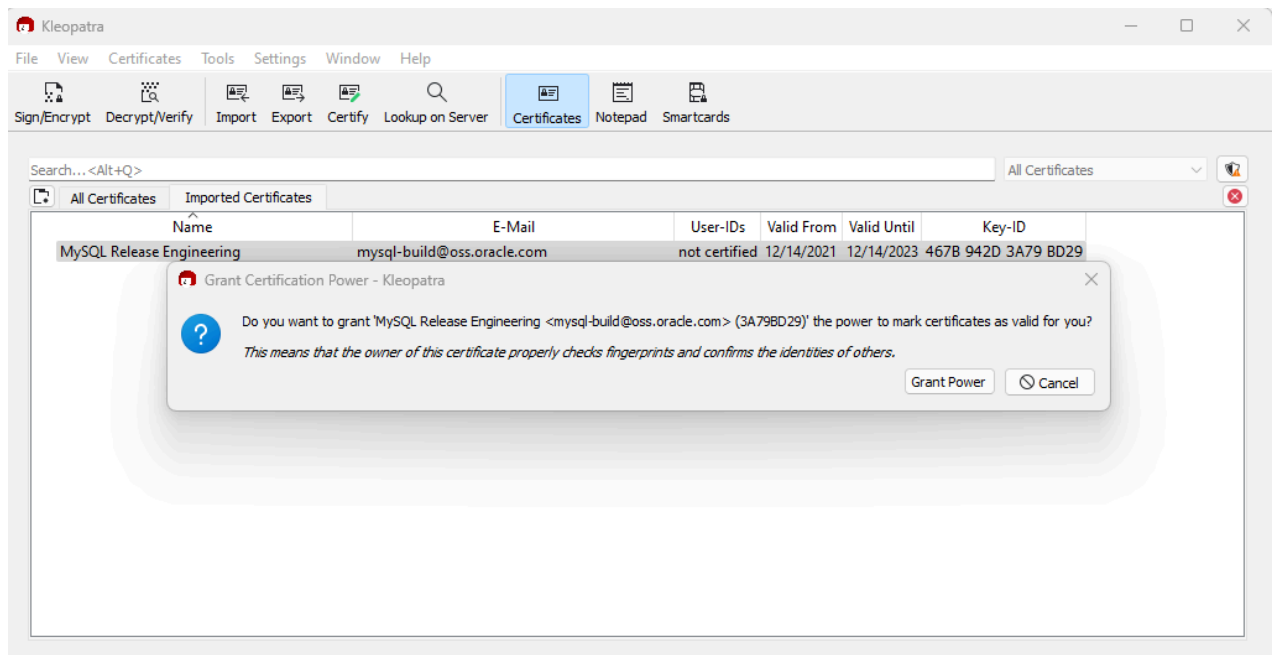 Kleopatra
File View Certificates Tools Settings Window Help
Sign/Encrypt Decrypt/Verify Import Export Certify Lookup on Server Certificates Notepad Smartcards
Search...<Alt+Q> All Certificates
All Certificates Imported Certificates
Name E-Mail User-IDs Valid From Valid Until Key-ID
MySQL Release Engineering mysql-build@oss.oracle.com not certified 12/14/2021 12/14/2023 467B 942D 3A79 BD29
Grant Certification Power - Kleopatra
Do you want to grant 'MySQL Release Engineering <mysql-build@oss.oracle.com> (3A79BD29)' the power to mark certificates as valid for you?
This means that the owner of this certificate properly checks fingerprints and confirms the identities of others.
Grant Power Cancel